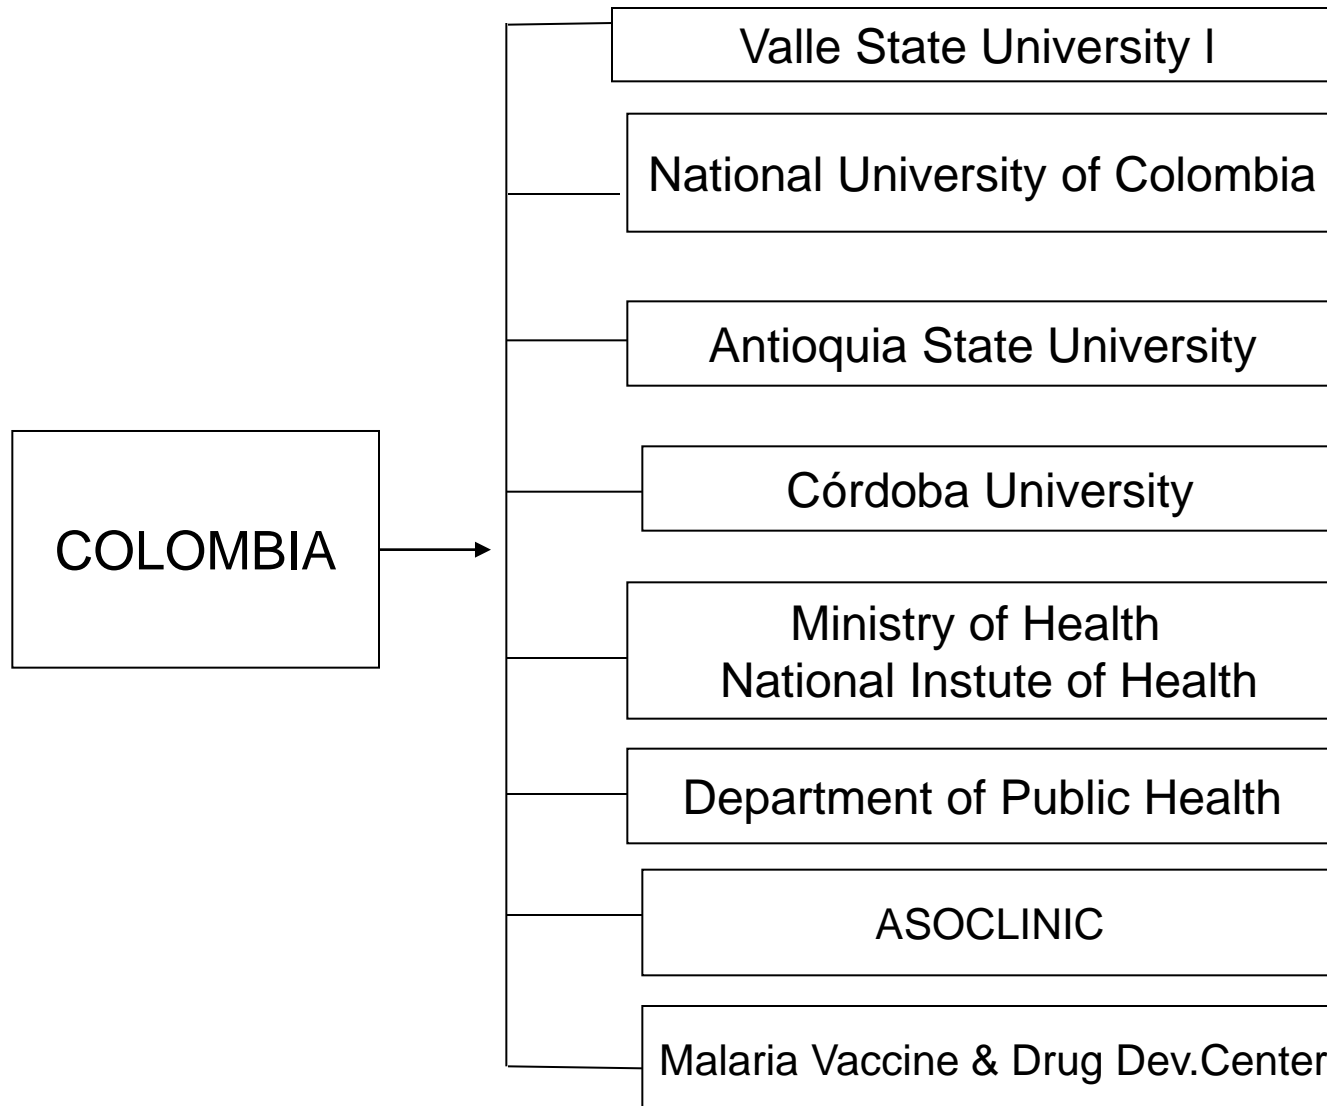 Valle State University I
National University of Colombia
Antioquia State University
Córdoba University
COLOMBIA
Ministry of Health
National Instute of Health
Department of Public Health
ASOCLINIC
Malaria Vaccine & Drug Dev.Center